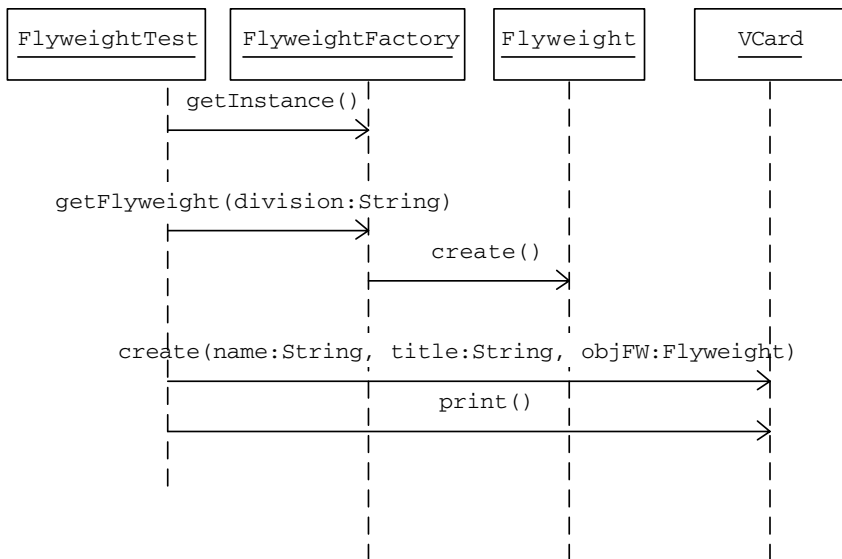 FlyweightTest FlyweightFactory Flyweight VCard
getInstance()
getFlyweight(division:String)
create()
create(name:String, title:String, objFW:Flyweight)
print()